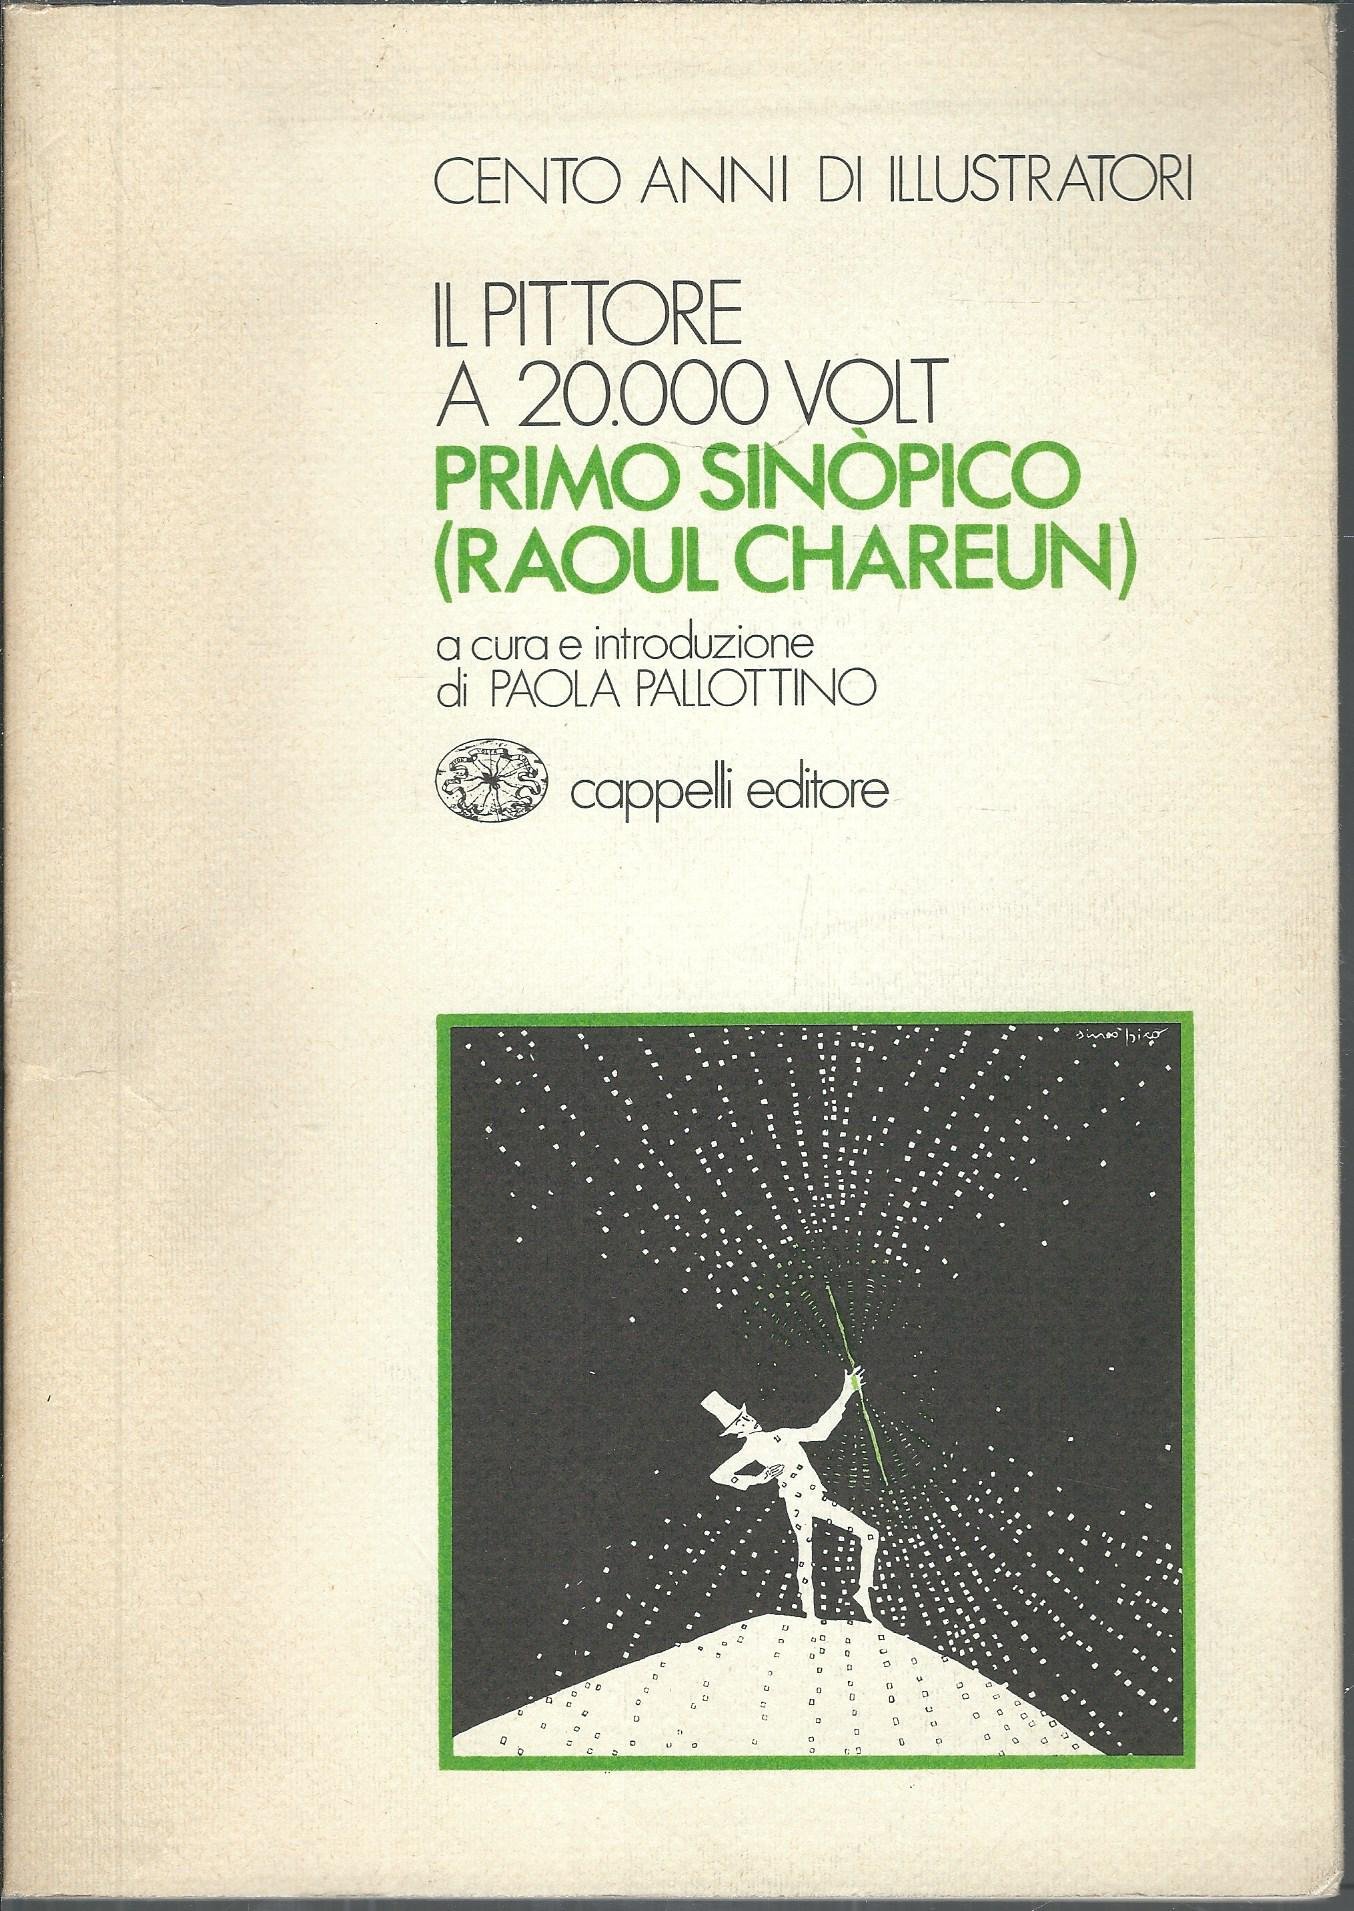 CENTO ANNI DI ILLUSTRATORI
IL PITTORE
A 20.000 VOLT
PRIMO SINÒPICO
(RAOUL CHAREUN)
a cura e introduzione
di PAOLA PALLOTTINO
cappelli editore
sinòpico